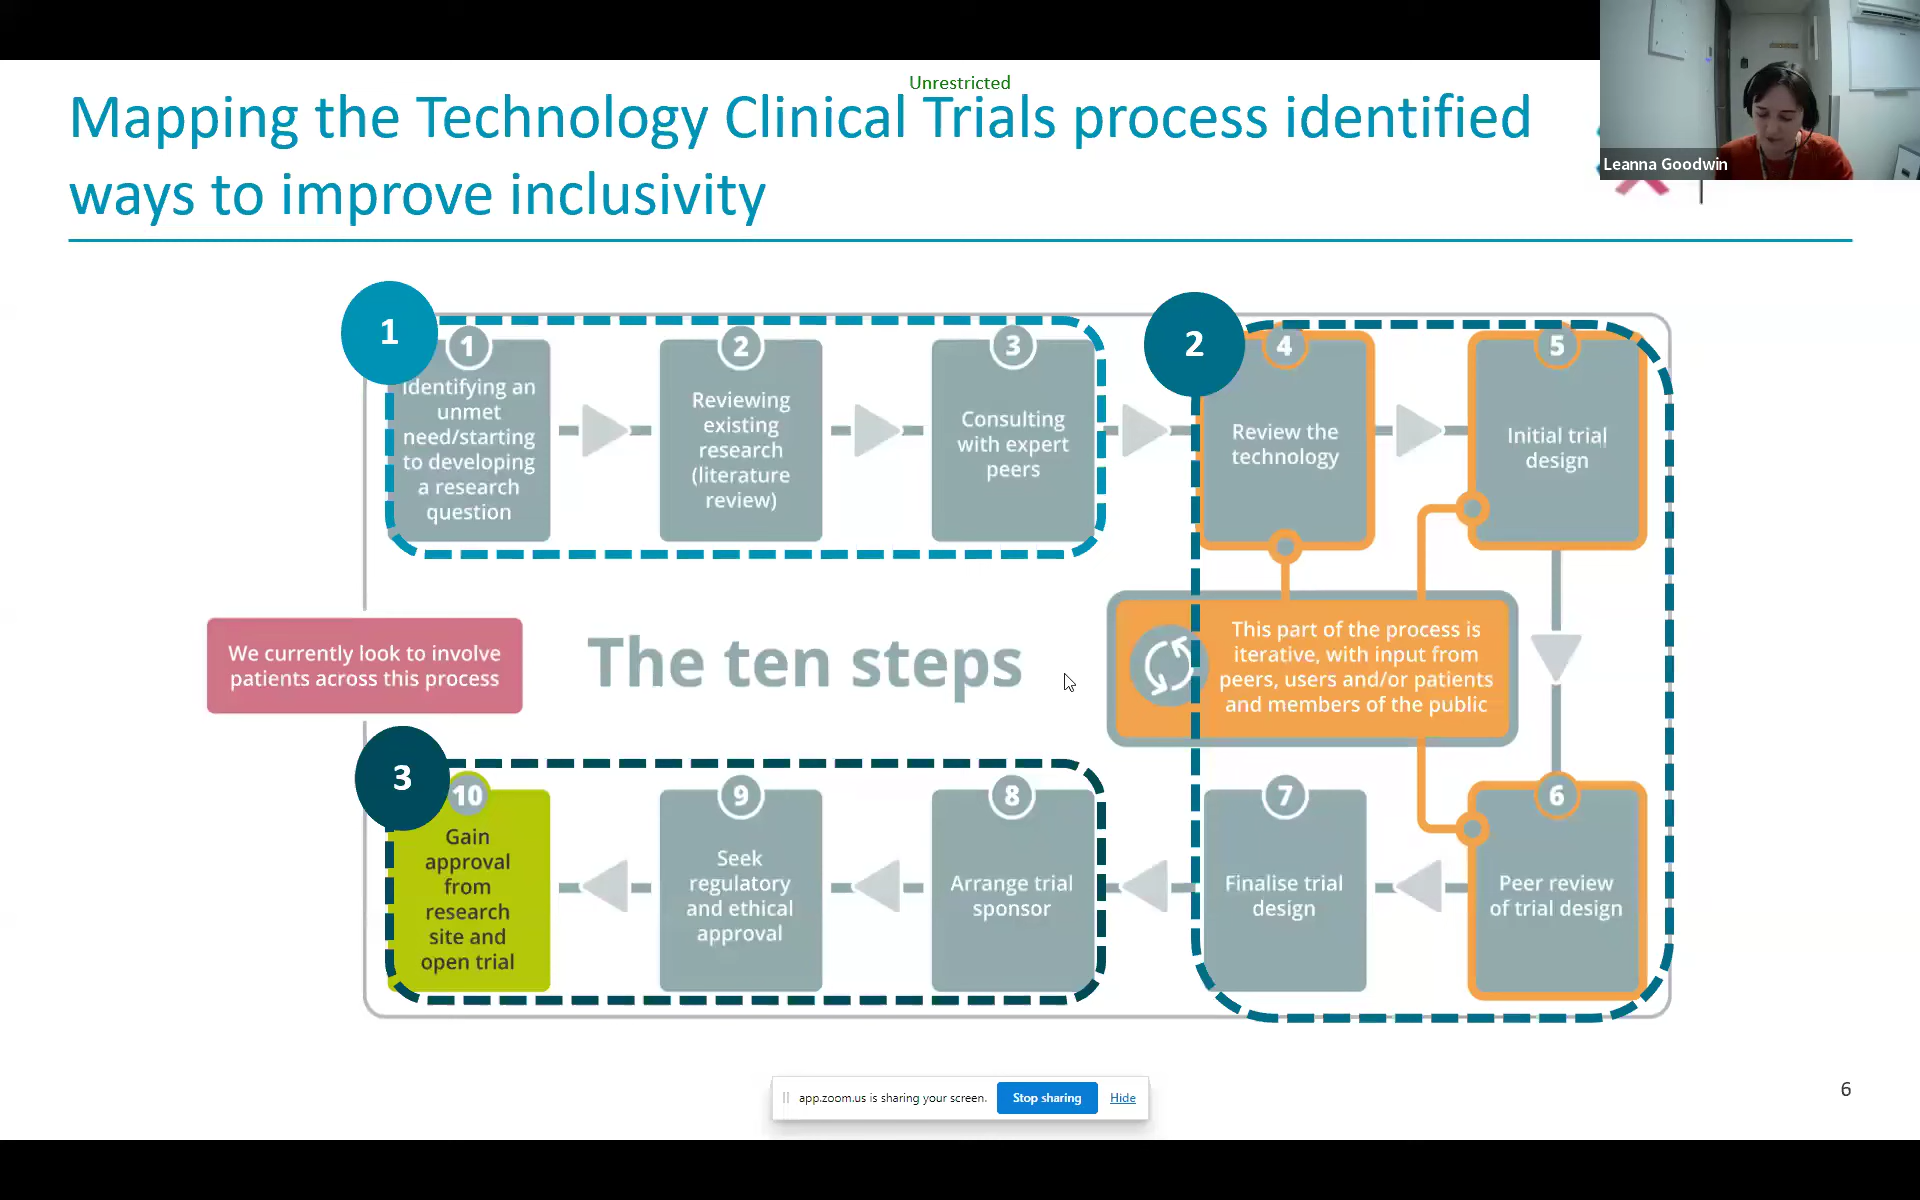 Unrestricted
Mapping the Technology Clinical Trials process identified
ways to improve inclusivity
Leanna Goodwin
1
1
Identifying an
unmet
need/starting
to developing
a research
question
2
Reviewing
existing
research
(literature
review)
3
Consulting
with expert
peers
2
4
Review the
technology
5
Initial trial
design
We currently look to involve
patients across this process
The ten steps
This part of the process is
iterative, with input from
peers, users and/or patients
and members of the public
3
10
Gain
approval
from
research
site and
open trial
9
Seek
regulatory
and ethical
approval
8
Arrange trial
sponsor
7
Finalise trial
design
6
Peer review
of trial design
app.zoom.us is sharing your screen.
Stop sharing
Hide
6